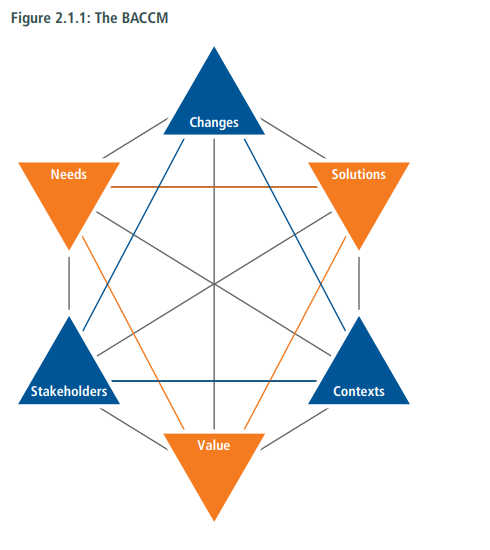 Figure 2.1.1: The BACCM
Changes
Needs
Solutions
Stakeholders
Contexts
Value